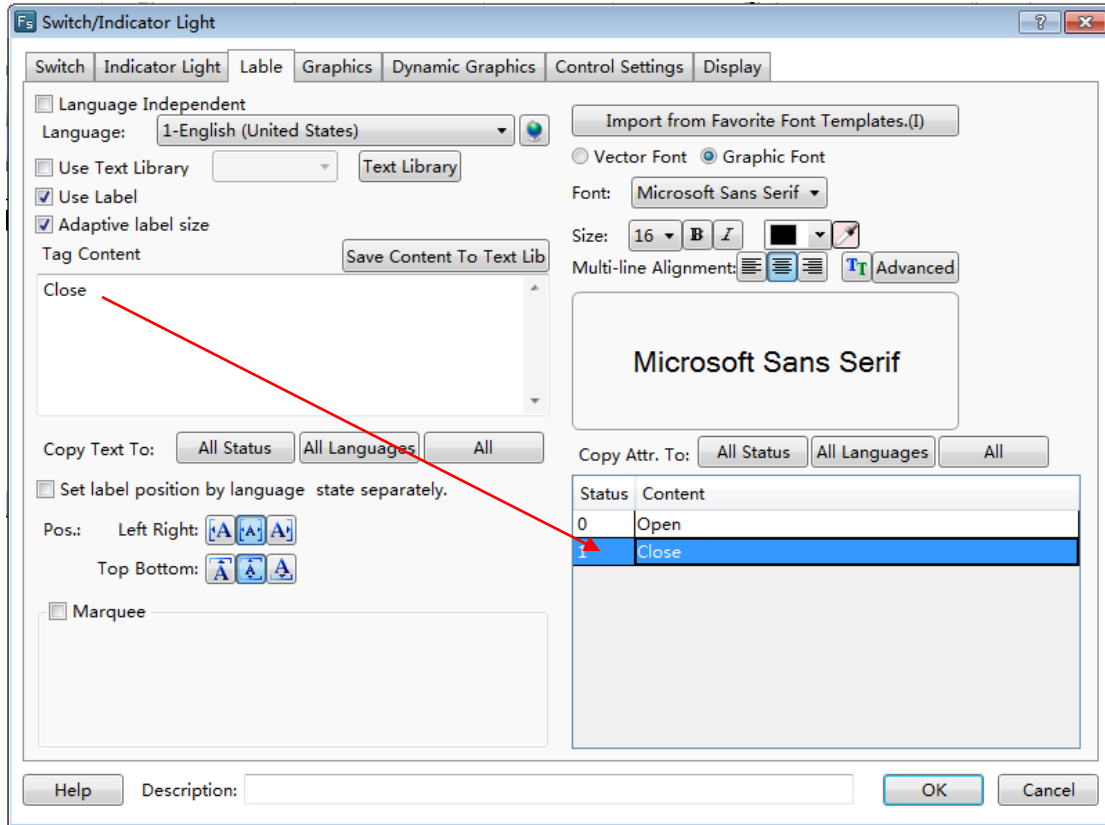 Switch/Indicator Light
Switch Indicator Light Lable Graphics Dynamic Graphics Control Settings Display
Language Independent
Language: 1-English (United States)
Use Text Library Text Library
Use Label
Adaptive label size
Tag Content Save Content To Text Lib
Close
Copy Text To: All Status All Languages All
Set label position by language state separately.
Pos.: Left Right: A A A
Top Bottom: A A A
Marquee
Import from Favorite Font Templates.(I)
Vector Font Graphic Font
Font: Microsoft Sans Serif
Size: 16 B I
Multi-line Alignment: TT Advanced
Microsoft Sans Serif
Copy Attr. To: All Status All Languages All
Status Content
0 Open
1 Close
Help Description: OK Cancel